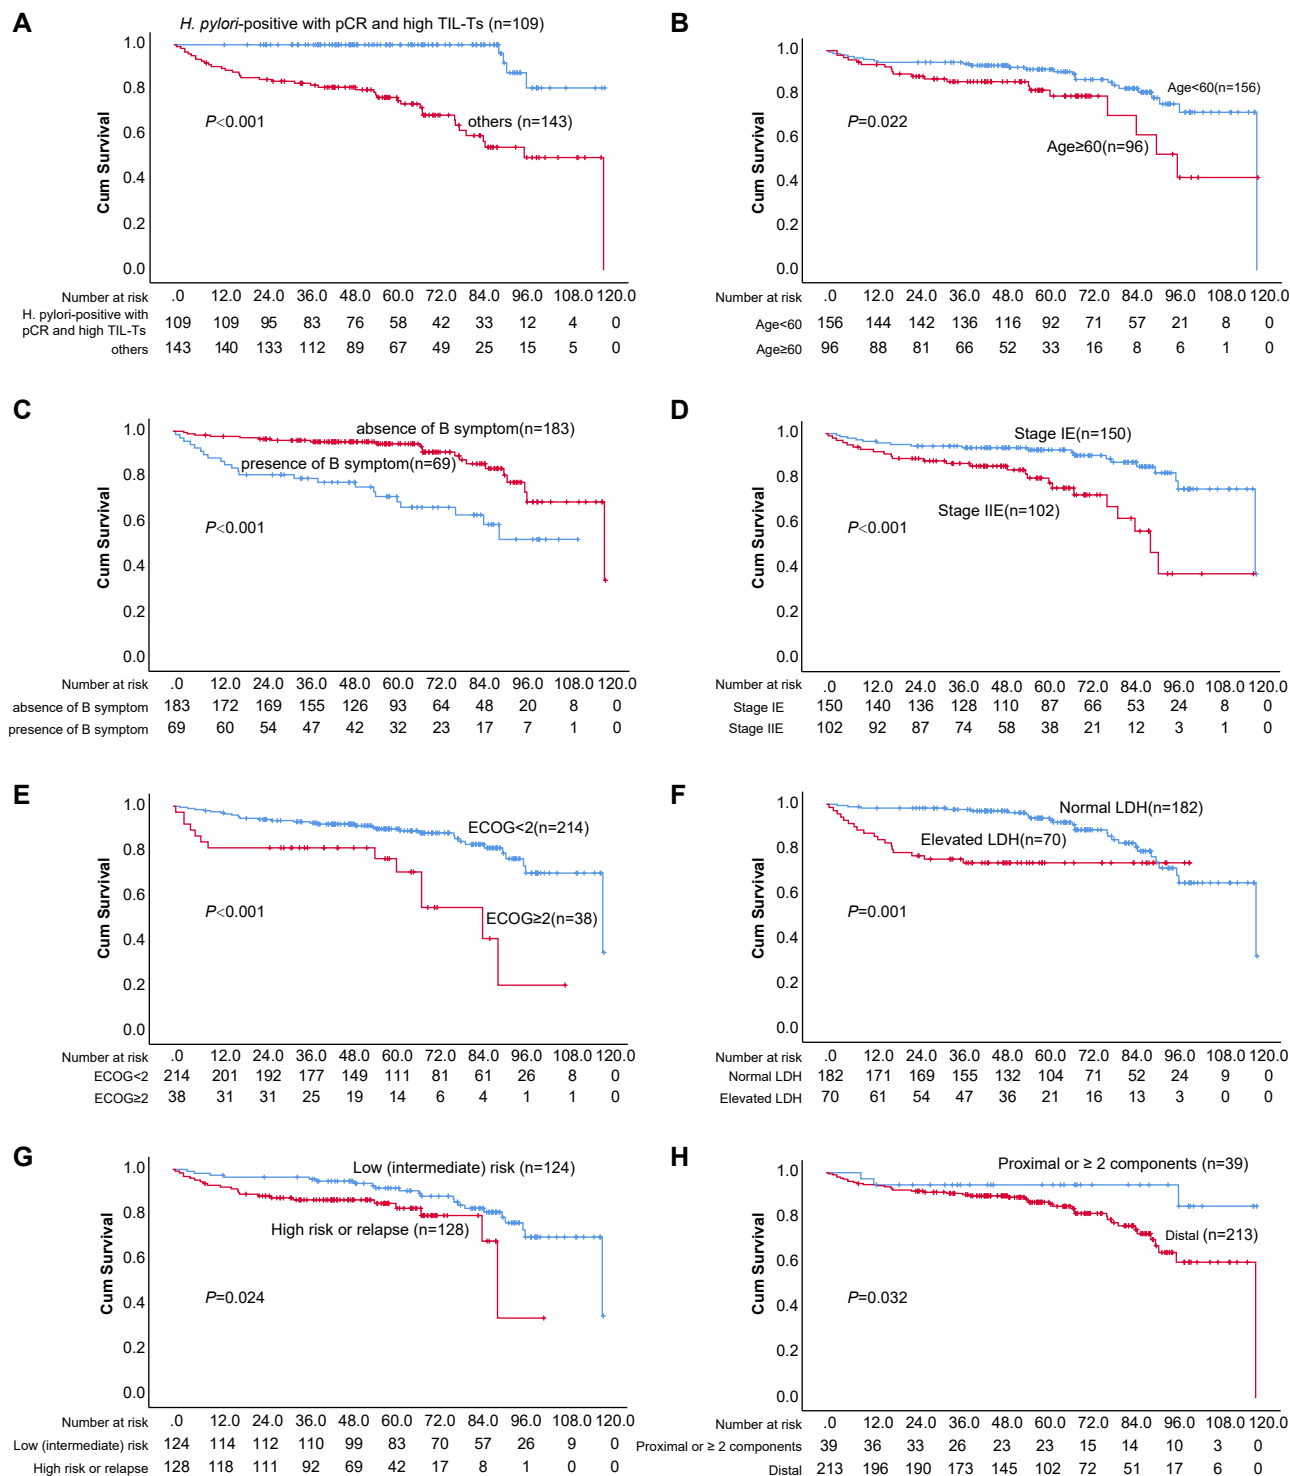 A
H. pylori-positive with pCR and high TIL-Ts (n=109)
1.0
0.8
0.6
0.4
0.2
0.0
Cum Survival
P<0.001
others (n=143)
Number at risk .0 12.0 24.0 36.0 48.0 60.0 72.0 84.0 96.0 108.0 120.0
H. pylori-positive with
pCR and high TIL-Ts 109 109 95 83 76 58 42 33 12 4 0
others 143 140 133 112 89 67 49 25 15 5 0
B
1.0
0.8
0.6
0.4
0.2
0.0
Cum Survival
Age<60(n=156)
P=0.022
Age≥60(n=96)
Number at risk .0 12.0 24.0 36.0 48.0 60.0 72.0 84.0 96.0 108.0 120.0
Age<60 156 144 142 136 116 92 71 57 21 8 0
Age≥60 96 88 81 66 52 33 16 8 6 1 0
C
1.0
0.8
0.6
0.4
0.2
0.0
Cum Survival
absence of B symptom(n=183)
presence of B symptom(n=69)
P<0.001
Number at risk .0 12.0 24.0 36.0 48.0 60.0 72.0 84.0 96.0 108.0 120.0
absence of B symptom 183 172 169 155 126 93 64 48 20 8 0
presence of B symptom 69 60 54 47 42 32 23 17 7 1 0
D
1.0
0.8
0.6
0.4
0.2
0.0
Cum Survival
Stage IE(n=150)
Stage IIE(n=102)
P<0.001
Number at risk .0 12.0 24.0 36.0 48.0 60.0 72.0 84.0 96.0 108.0 120.0
Stage IE 150 140 136 128 110 87 66 53 24 8 0
Stage IIE 102 92 87 74 58 38 21 12 3 1 0
E
1.0
0.8
0.6
0.4
0.2
0.0
Cum Survival
ECOG<2(n=214)
P<0.001
ECOG≥2(n=38)
Number at risk .0 12.0 24.0 36.0 48.0 60.0 72.0 84.0 96.0 108.0 120.0
ECOG<2 214 201 192 177 149 111 81 61 26 8 0
ECOG≥2 38 31 31 25 19 14 6 4 1 1 0
F
1.0
0.8
0.6
0.4
0.2
0.0
Cum Survival
Normal LDH(n=182)
Elevated LDH(n=70)
P=0.001
Number at risk .0 12.0 24.0 36.0 48.0 60.0 72.0 84.0 96.0 108.0 120.0
Normal LDH 182 171 169 155 132 104 71 52 24 9 0
Elevated LDH 70 61 54 47 36 21 16 13 3 0 0
G
1.0
0.8
0.6
0.4
0.2
0.0
Cum Survival
Low (intermediate) risk (n=124)
High risk or relapse (n=128)
P=0.024
Number at risk .0 12.0 24.0 36.0 48.0 60.0 72.0 84.0 96.0 108.0 120.0
Low (intermediate) risk 124 114 112 110 99 83 70 57 26 9 0
High risk or relapse 128 118 111 92 69 42 17 8 1 0 0
H
1.0
0.8
0.6
0.4
0.2
0.0
Cum Survival
Proximal or ≥ 2 components (n=39)
Distal (n=213)
P=0.032
Number at risk .0 12.0 24.0 36.0 48.0 60.0 72.0 84.0 96.0 108.0 120.0
Proximal or ≥ 2 components 39 36 33 26 23 23 15 14 10 3 0
Distal 213 196 190 173 145 102 72 51 17 6 0